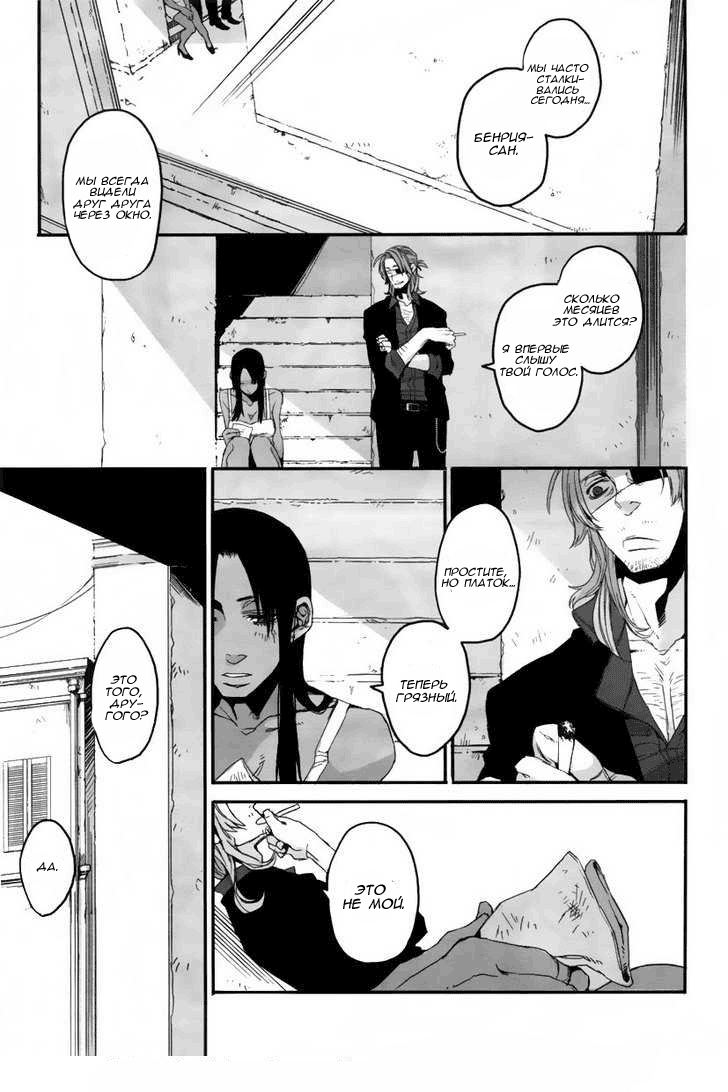 МЫ ЧАСТО
СТАЛКИ-
ВАЛИСЬ
СЕГОДНЯ...
БЕНРИЯ-
САН.
МЫ ВСЕГДА
ВИДЕЛИ
ДРУГ ДРУГА
ЧЕРЕЗ ОКНО.
СКОЛЬКО
МЕСЯЦЕВ
ЭТО ДЛИТСЯ?
Я ВПЕРВЫЕ
СЛЫШУ
ТВОЙ ГОЛОС.
ПРОСТИТЕ,
НО ПЛАТОК...
ТЕПЕРЬ
ГРЯЗНЫЙ.
ЭТО
НЕ МОЙ.
ЭТО
ТОГО,
ДРУ-
ГОГО?
ДА.